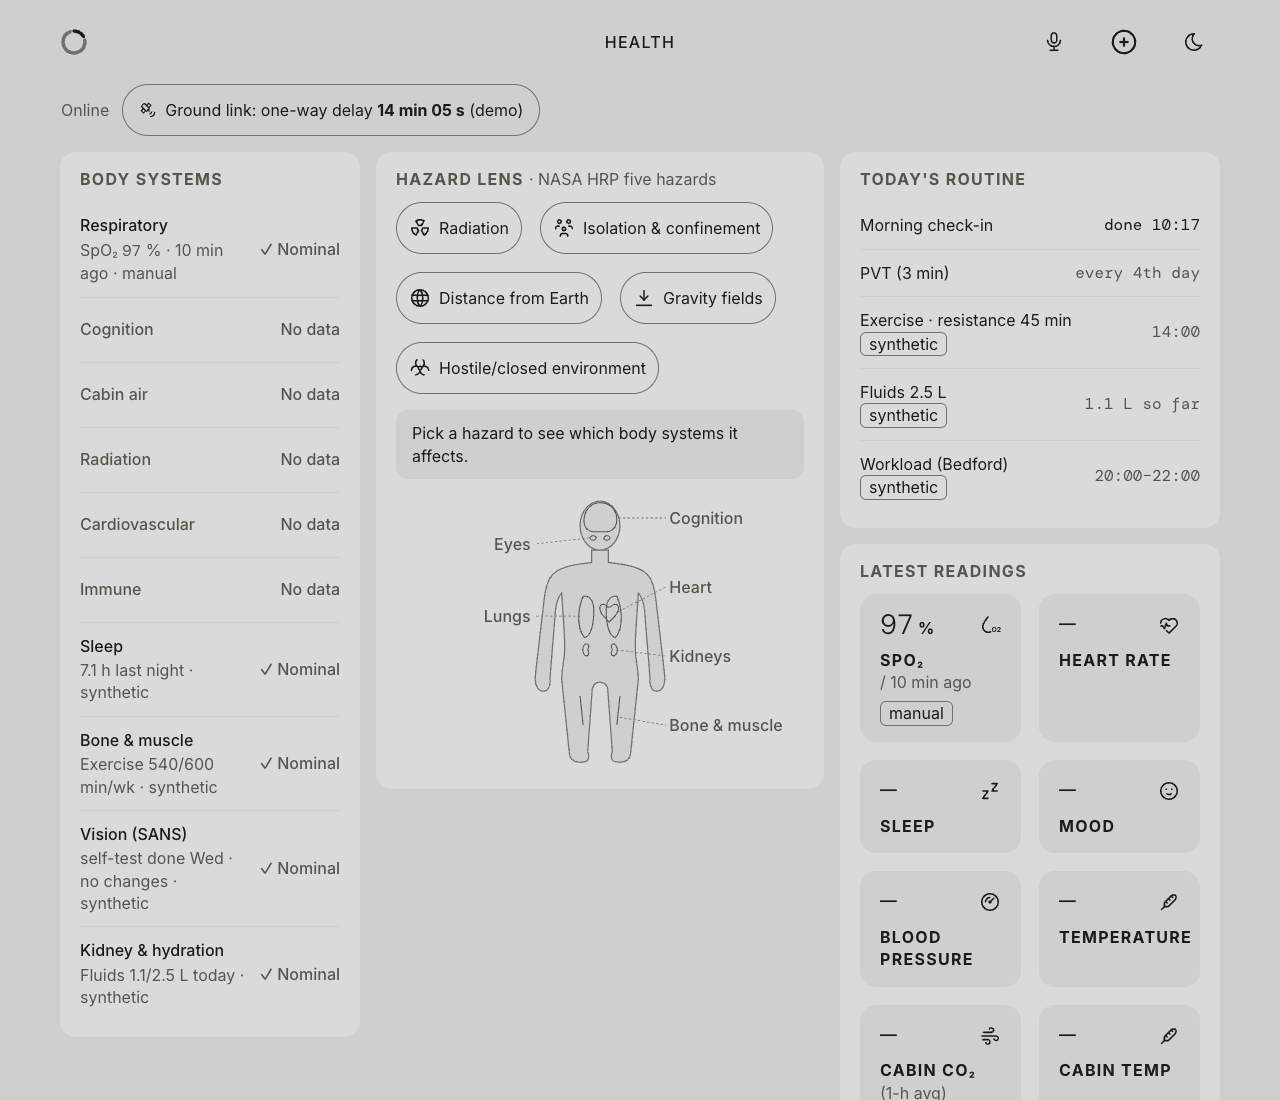 HEALTH
Online
Ground link: one-way delay 14 min 05 s (demo)
BODY SYSTEMS
Respiratory
SpO₂ 97 % · 10 min
ago · manual
✓ Nominal
Cognition
No data
Cabin air
No data
Radiation
No data
Cardiovascular
No data
Immune
No data
Sleep
7.1 h last night ·
synthetic
✓ Nominal
Bone & muscle
Exercise 540/600
min/wk · synthetic
✓ Nominal
Vision (SANS)
self-test done Wed ·
no changes ·
synthetic
✓ Nominal
Kidney & hydration
Fluids 1.1/2.5 L today ·
synthetic
✓ Nominal
HAZARD LENS · NASA HRP five hazards
Radiation
Isolation & confinement
Distance from Earth
Gravity fields
Hostile/closed environment
Pick a hazard to see which body systems it
affects.
Cognition
Eyes
Heart
Lungs
Kidneys
Bone & muscle
TODAY'S ROUTINE
Morning check-in
done 10:17
PVT (3 min)
every 4th day
Exercise · resistance 45 min
synthetic
14:00
Fluids 2.5 L
synthetic
1.1 L so far
Workload (Bedford)
synthetic
20:00–22:00
LATEST READINGS
97 %
O2
SPO₂
/ 10 min ago
manual
—
HEART RATE
—
zZ
SLEEP
—
MOOD
—
BLOOD
PRESSURE
—
TEMPERATURE
—
CABIN CO₂
(1-h avg)
—
CABIN TEMP